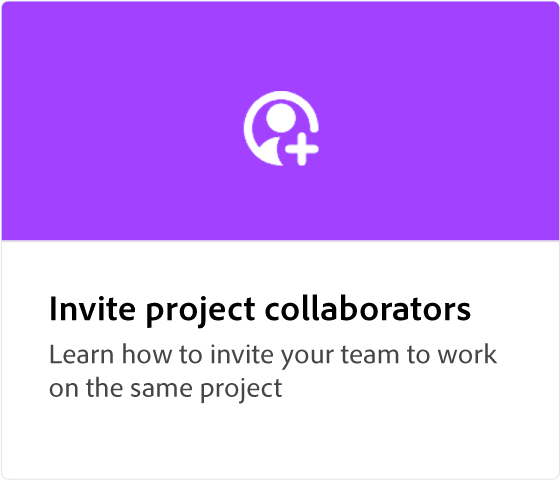 Invite project collaborators
Learn how to invite your team to work
on the same project